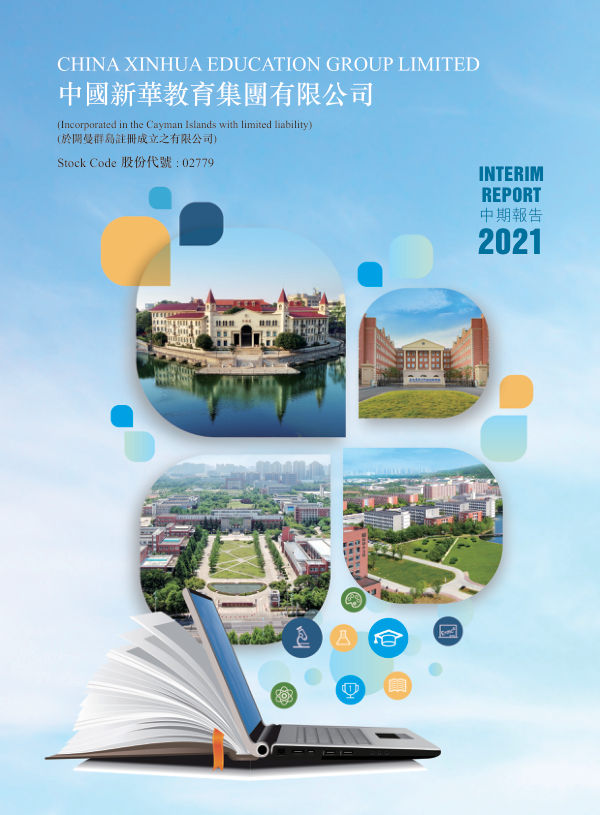 CHINA XINHUA EDUCATION GROUP LIMITED
中國新華教育集團有限公司
(Incorporated in the Cayman Islands with limited liability)
(於開曼群島註冊成立之有限公司)
Stock Code 股份代號 : 02779
INTERIM
REPORT
中期報告
2021